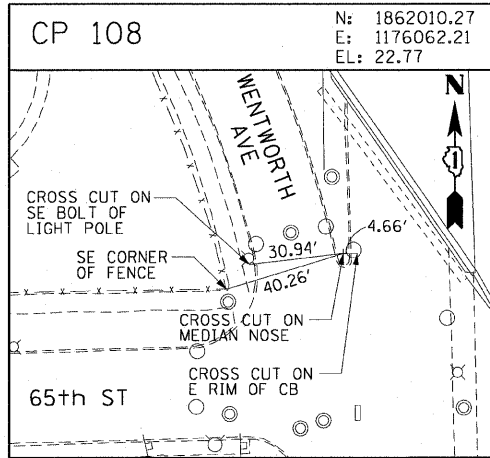 CP 108
N: 1862010.27
E: 1176062.21
EL: 22.77
N
WENTWORTH
AVE
1
CROSS CUT ON
SE BOLT OF
LIGHT POLE
4.66'
30.94'
SE CORNER
OF FENCE
40.26'
CROSS CUT ON
MEDIAN NOSE
CROSS CUT ON
E RIM OF CB
65th ST